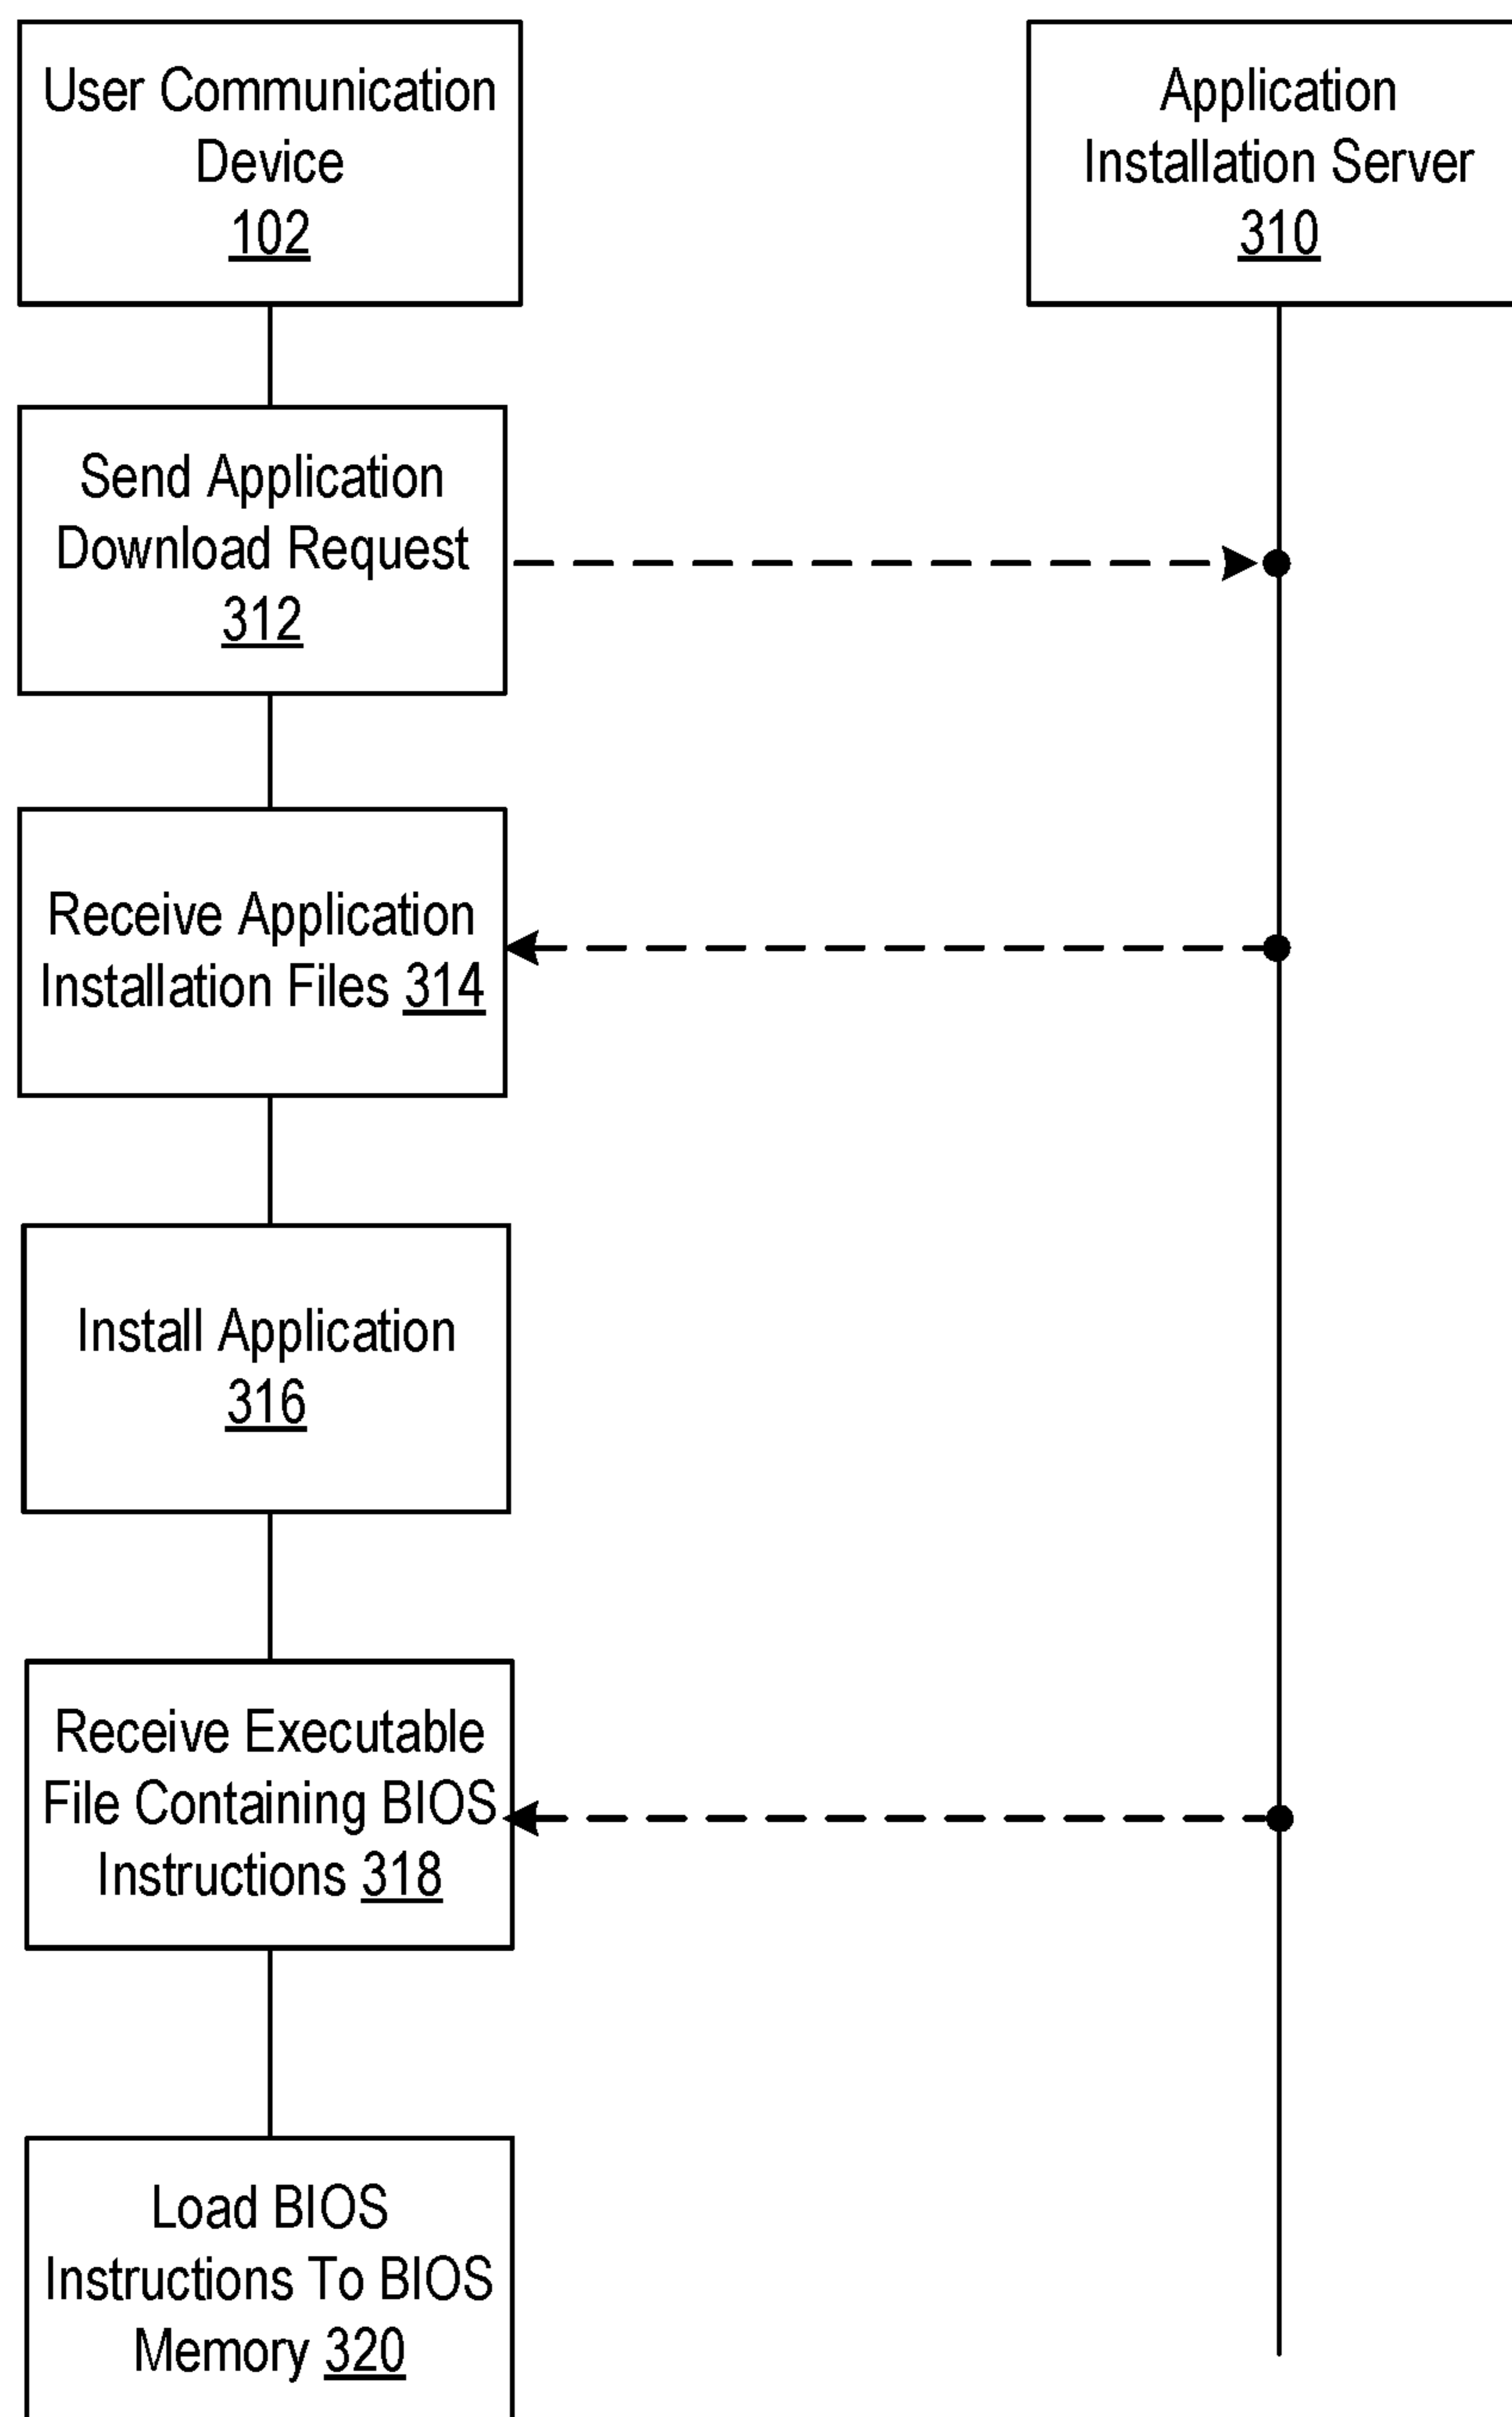 User Communication
Device
102
Application
Installation Server
310
Send Application
Download Request
312
Receive Application
Installation Files 314
Install Application
316
Receive Executable
File Containing BIOS
Instructions 318
Load BIOS
Instructions To BIOS
Memory 320